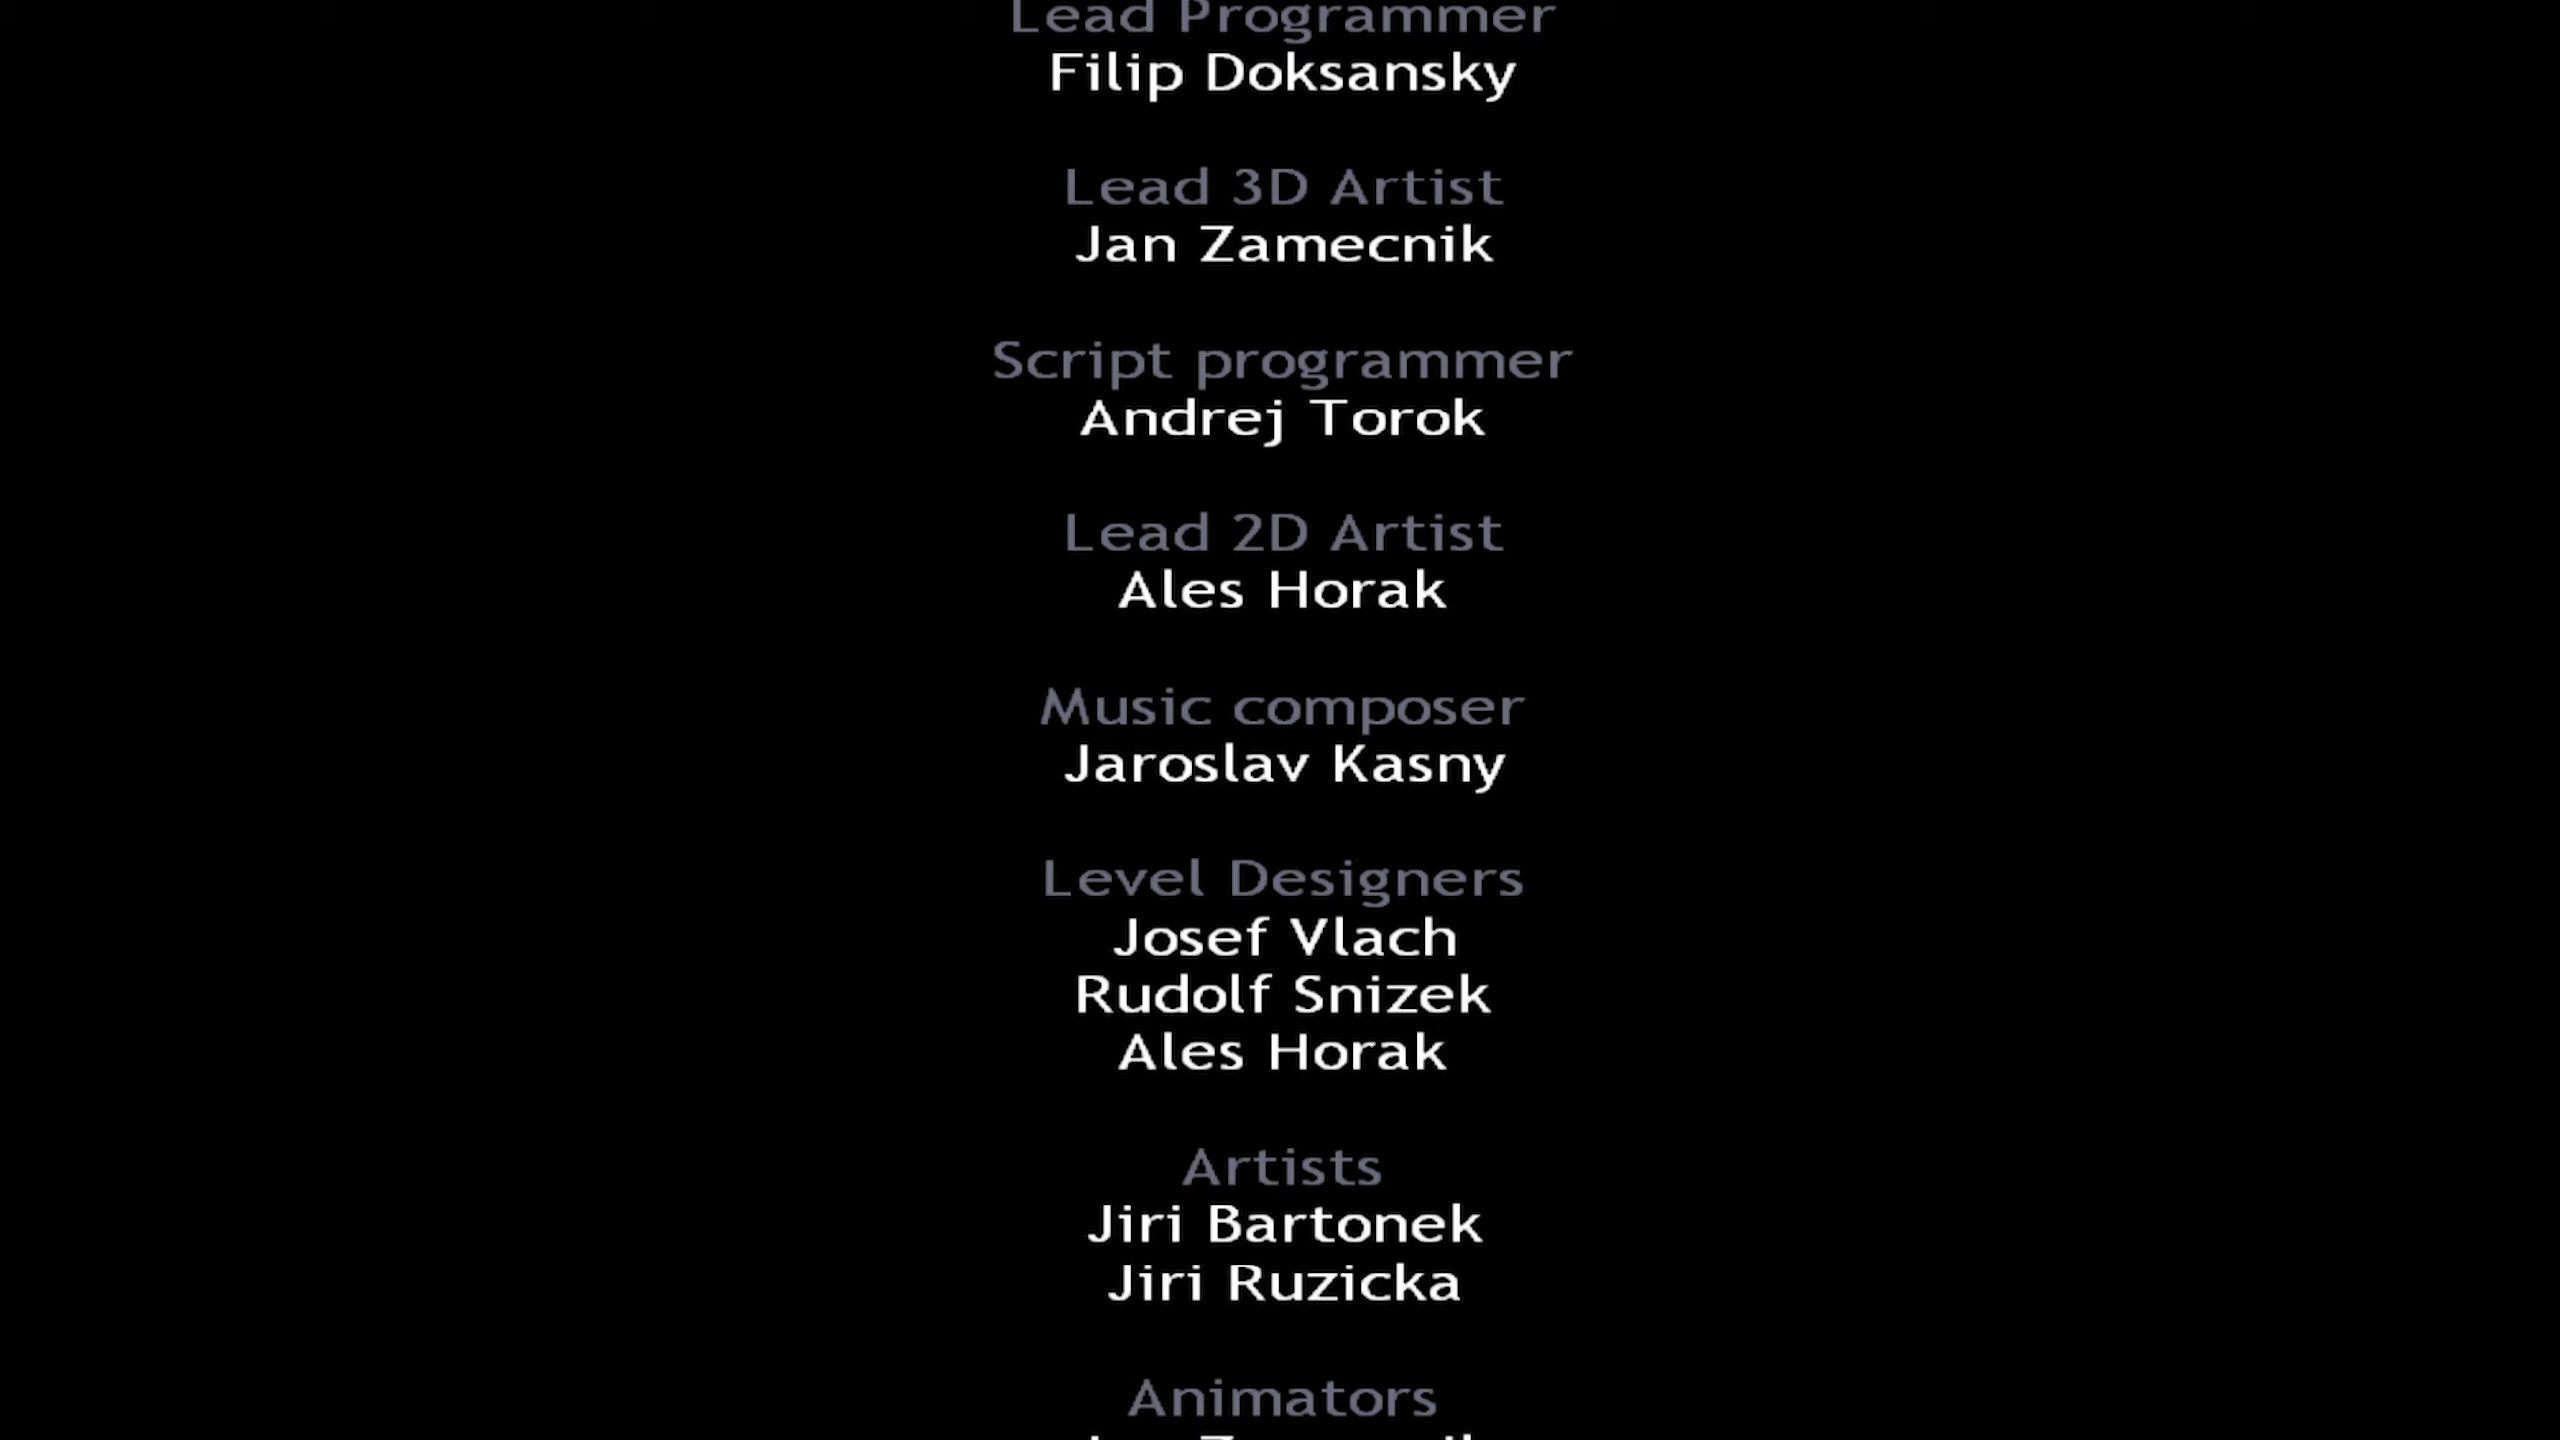 Lead Programmer
Filip Doksansky
Lead 3D Artist
Jan Zamecnik
Script programmer
Andrej Torok
Lead 2D Artist
Ales Horak
Music composer
Jaroslav Kasny
Level Designers
Josef Vlach
Rudolf Snizek
Ales Horak
Artists
Jiri Bartonek
Jiri Ruzicka
Animators